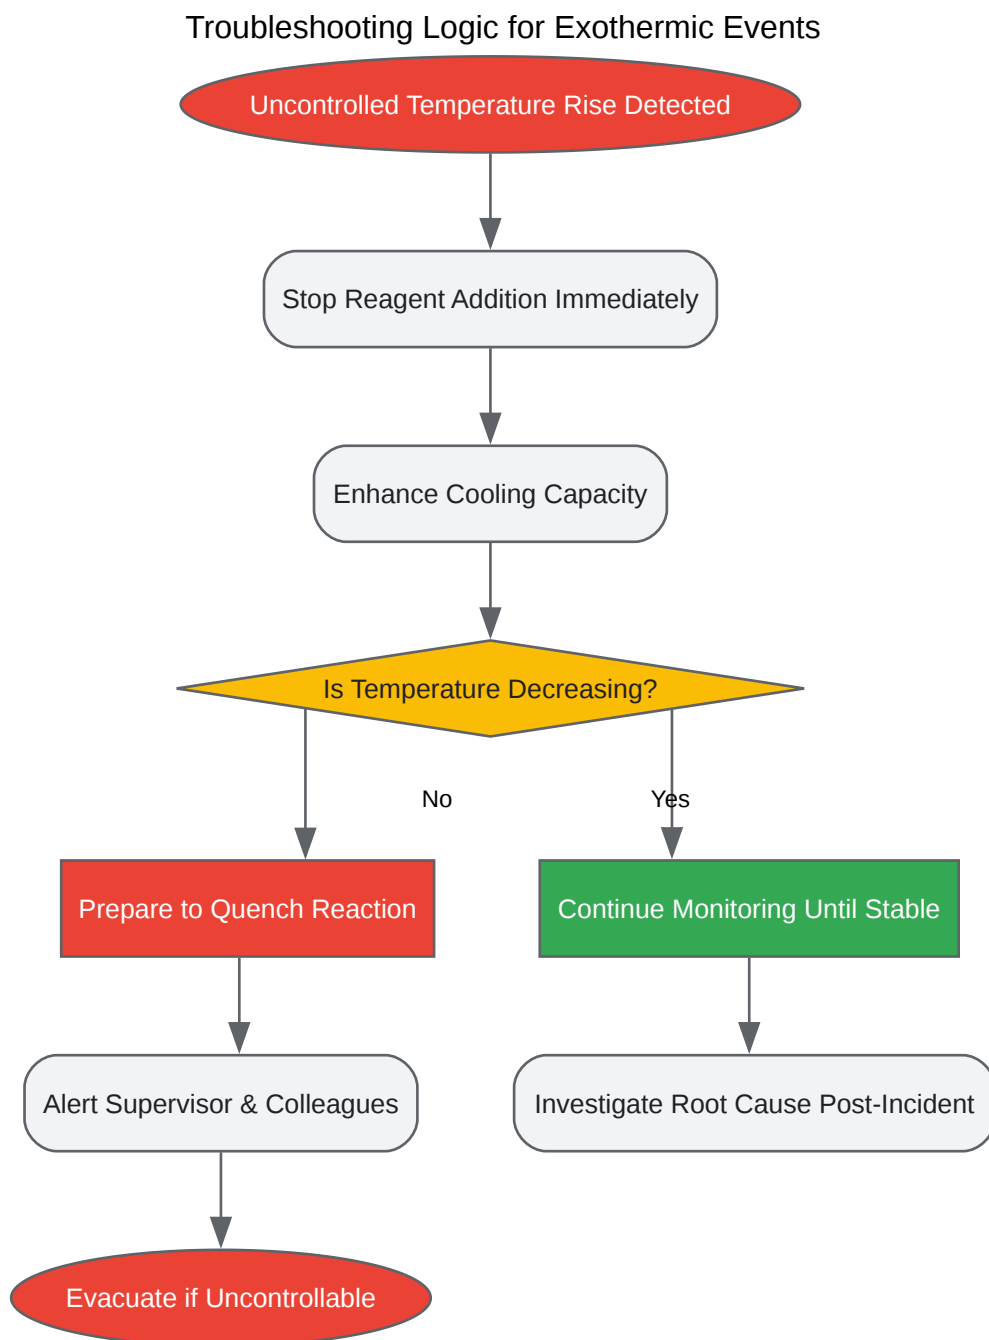 Troubleshooting Logic for Exothermic Events
Uncontrolled Temperature Rise Detected
Stop Reagent Addition Immediately
Enhance Cooling Capacity
Is Temperature Decreasing?
No
Yes
Prepare to Quench Reaction
Continue Monitoring Until Stable
Alert Supervisor & Colleagues
Investigate Root Cause Post-Incident
Evacuate if Uncontrollable